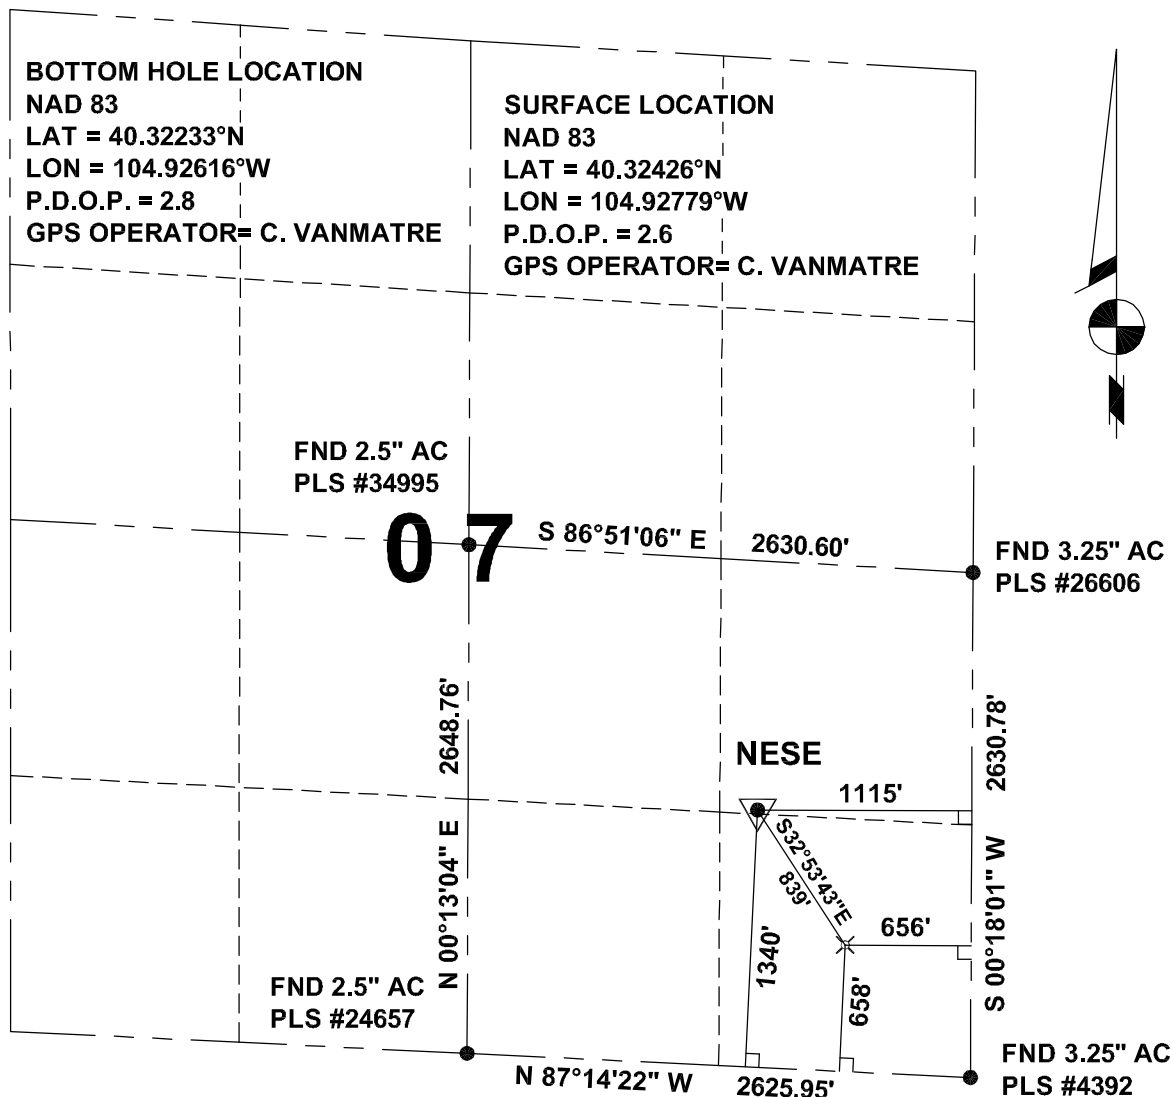 BOTTOM HOLE LOCATION
NAD 83
LAT = 40.32233°N
LON = 104.92616°W
P.D.O.P. = 2.8
GPS OPERATOR= C. VANMATRE
SURFACE LOCATION
NAD 83
LAT = 40.32426°N
LON = 104.92779°W
P.D.O.P. = 2.6
GPS OPERATOR= C. VANMATRE
FND 2.5" AC
PLS #34995
07
S 86°51'06" E 2630.60'
FND 3.25" AC
PLS #26606
N 00°13'04" E 2648.76'
S 00°18'01" W 2630.78'
NESE
1115'
S32°53'43"E
839'
656'
1340'
658'
FND 2.5" AC
PLS #24657
N 87°14'22" W 2625.95'
FND 3.25" AC
PLS #4392